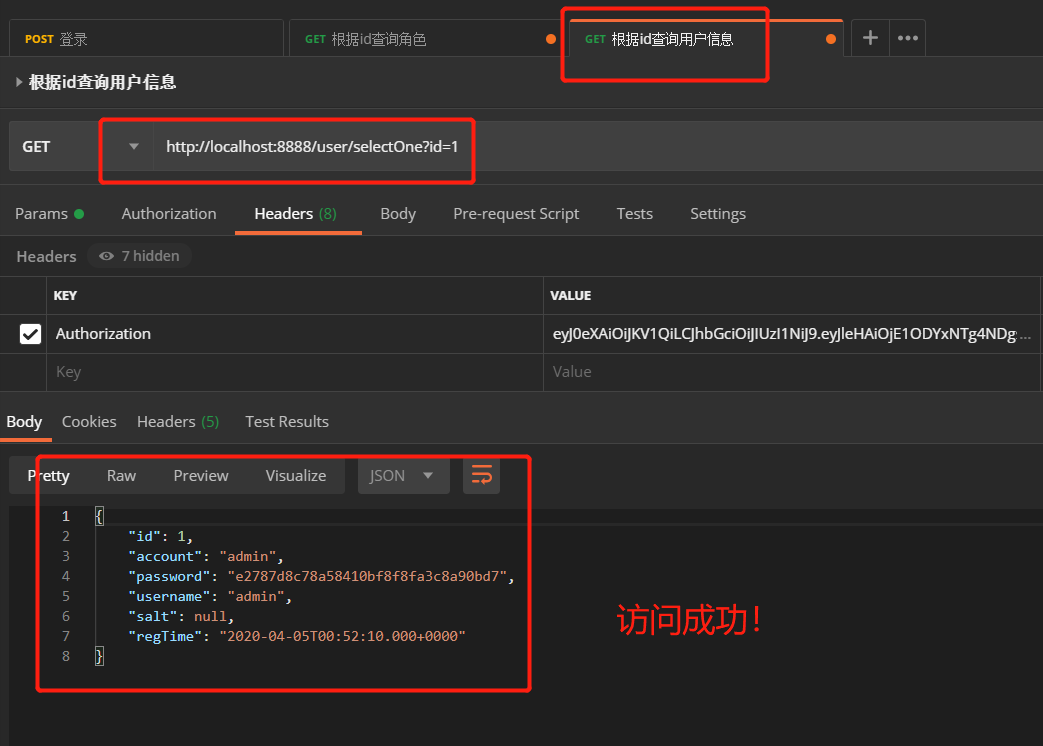 POST 登录 GET 根据id查询角色 GET 根据id查询用户信息
根据id查询用户信息
GET http://localhost:8888/user/selectOne?id=1
Params Authorization Headers (8) Body Pre-request Script Tests Settings
Headers 7 hidden
KEY VALUE
Authorization eyJ0eXAiOiJKV1QiLCJhbGciOiJIUzI1NiJ9.eyJleHAiOjE1ODYxNTg4NDg...
Key Value
Body Cookies Headers (5) Test Results
Pretty Raw Preview Visualize JSON
1 {
2 "id": 1,
3 "account": "admin",
4 "password": "e2787d8c78a58410bf8f8fa3c8a90bd7",
5 "username": "admin",
6 "salt": null,
7 "regTime": "2020-04-05T00:52:10.000+0000"
8 }
访问成功！